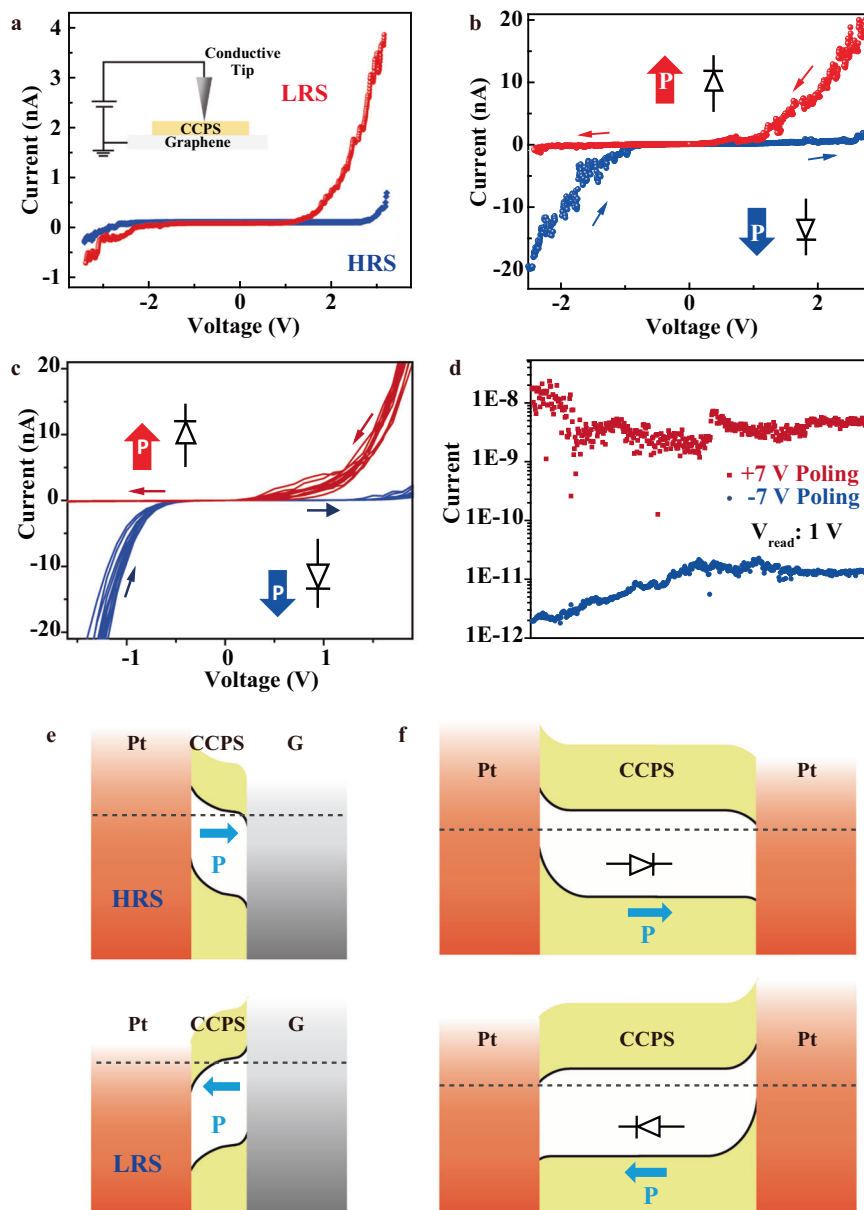 a
Conductive
Tip
CCPS
Graphene
LRS
HRS
Current (nA)
4
3
2
1
0
-1
-2
0
2
Voltage (V)
b
P
P
Current (nA)
20
10
0
-10
-20
-2
0
2
Voltage (V)
c
P
P
Current (nA)
20
10
0
-10
-20
-1
0
1
Voltage (V)
d
Current
1E-8
1E-9
1E-10
1E-11
1E-12
+7 V Poling
-7 V Poling
Vread: 1 V
e
Pt CCPS G
P
HRS
Pt CCPS G
P
LRS
f
Pt CCPS Pt
P
Pt CCPS Pt
P